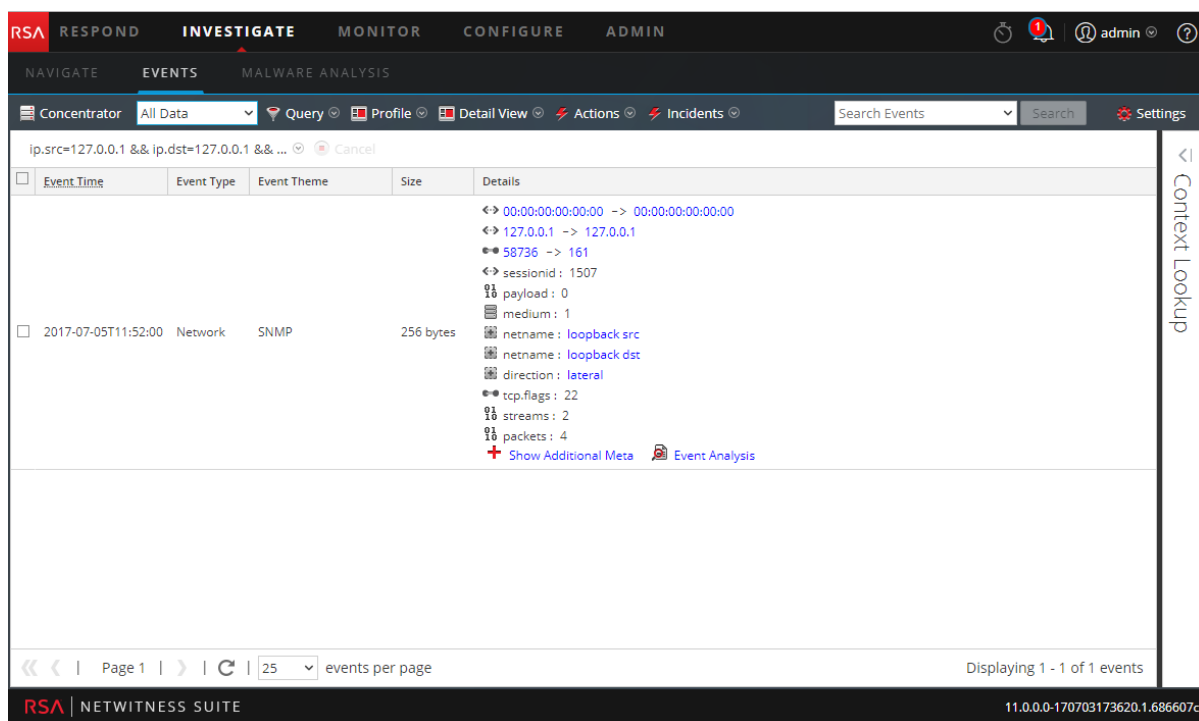 RSA RESPOND INVESTIGATE MONITOR CONFIGURE ADMIN 1 admin ?
NAVIGATE EVENTS MALWARE ANALYSIS
Concentrator All Data Query Profile Detail View Actions Incidents Search Events Search Settings
ip.src=127.0.0.1 && ip.dst=127.0.0.1 && ... Cancel
Event Time Event Type Event Theme Size Details
00:00:00:00:00:00 -> 00:00:00:00:00:00
127.0.0.1 -> 127.0.0.1
58736 -> 161
sessionid : 1507
payload : 0
medium : 1
2017-07-05T11:52:00 Network SNMP 256 bytes
netname : loopback src
netname : loopback dst
direction : lateral
tcp.flags : 22
streams : 2
packets : 4
Show Additional Meta Event Analysis
Context Lookup
Page 1 | 25 events per page Displaying 1 - 1 of 1 events
RSA | NETWITNESS SUITE 11.0.0.0-170703173620.1.686607c